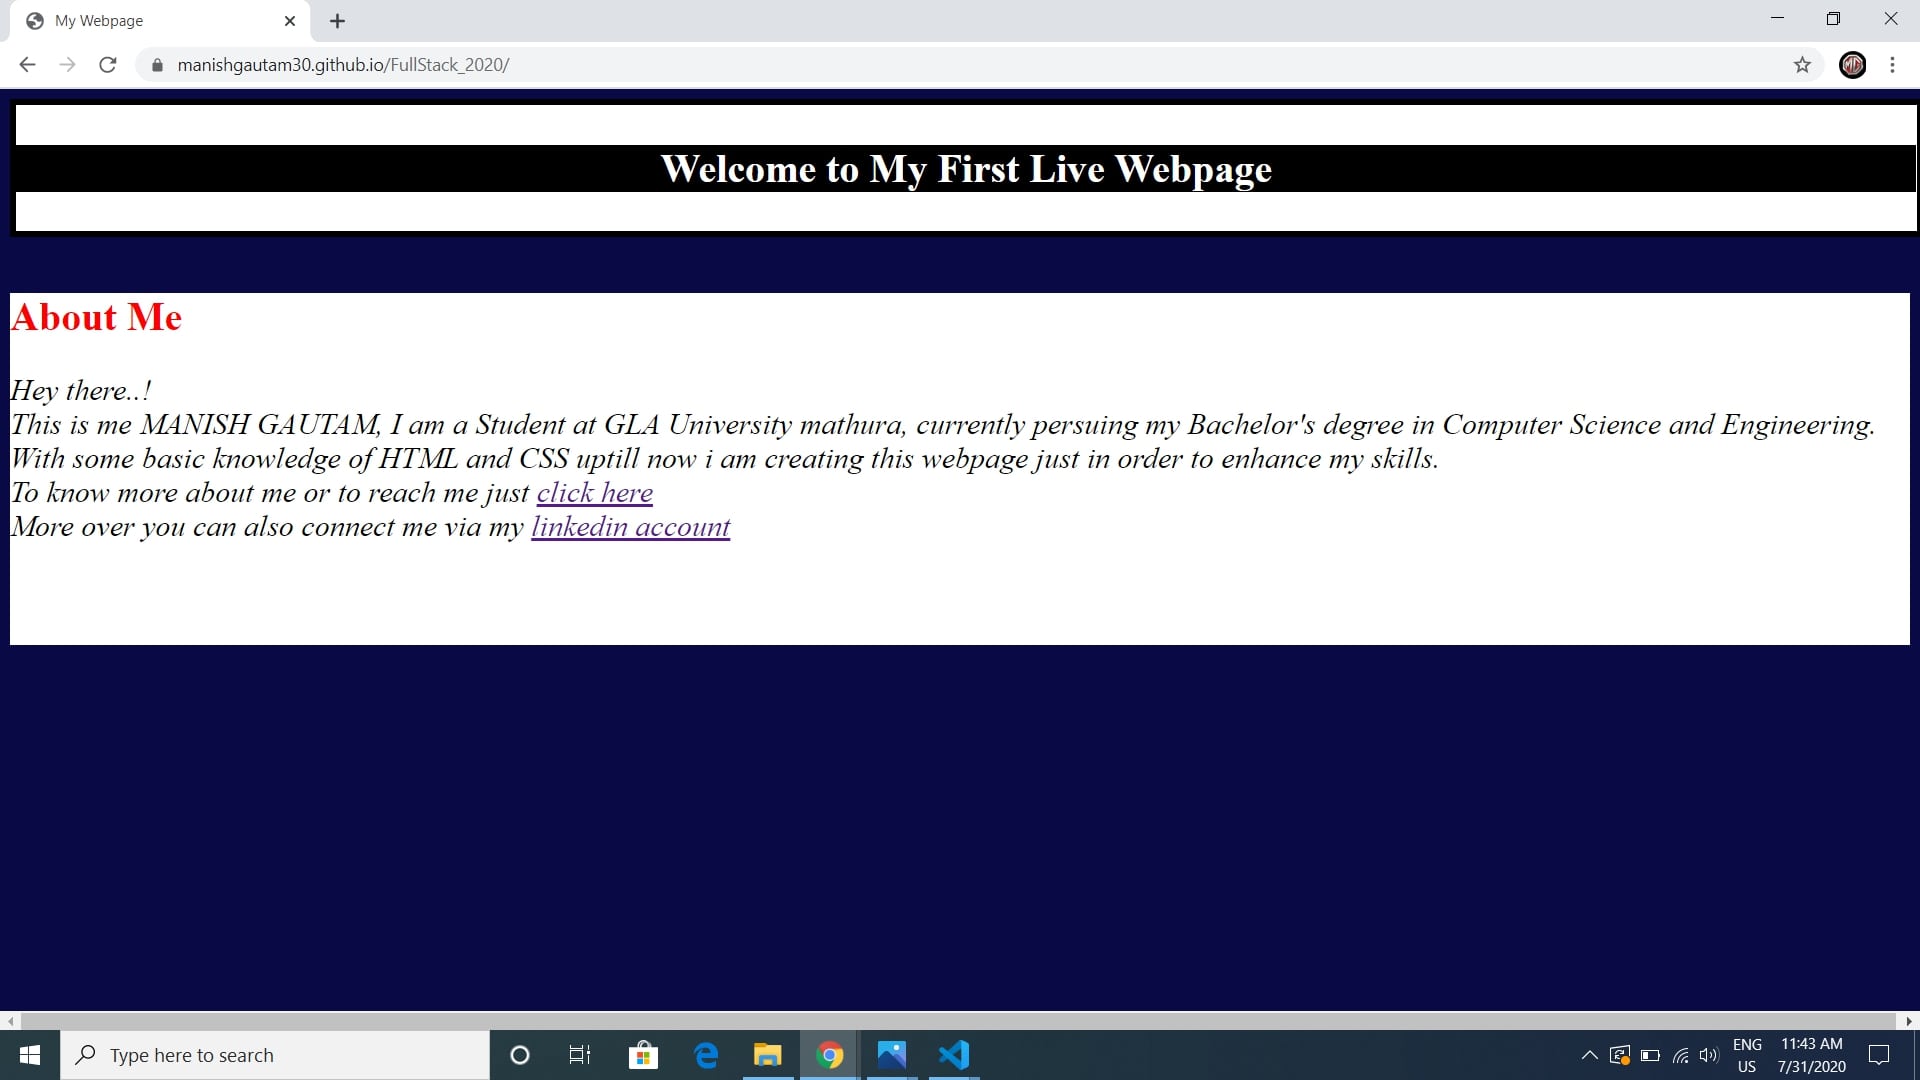 My Webpage
manishgautam30.github.io/FullStack_2020/
Welcome to My First Live Webpage
About Me
Hey there..!
This is me MANISH GAUTAM, I am a Student at GLA University mathura, currently persuing my Bachelor's degree in Computer Science and Engineering.
With some basic knowledge of HTML and CSS uptill now i am creating this webpage just in order to enhance my skills.
To know more about me or to reach me just click here
More over you can also connect me via my linkedin account
Type here to search
ENG
US
11:43 AM
7/31/2020